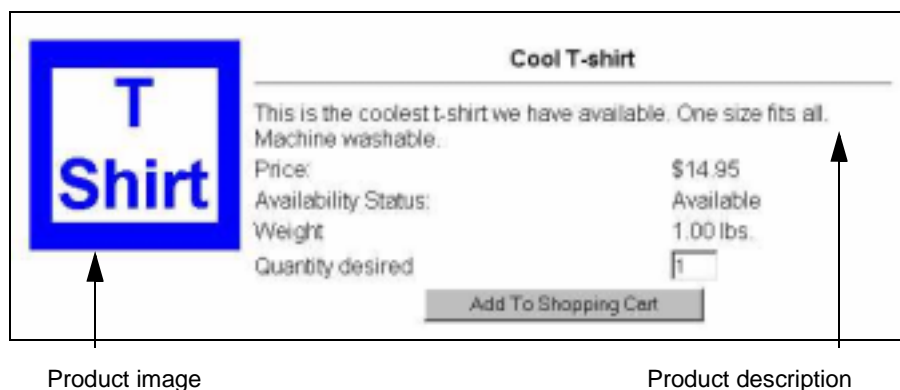 T
Shirt
Cool T-shirt
This is the coolest t-shirt we have available. One size fits all.
Machine washable.
Price: $14.95
Availability Status: Available
Weight 1.00 lbs.
Quantity desired 1
Add To Shopping Cart
Product image Product description